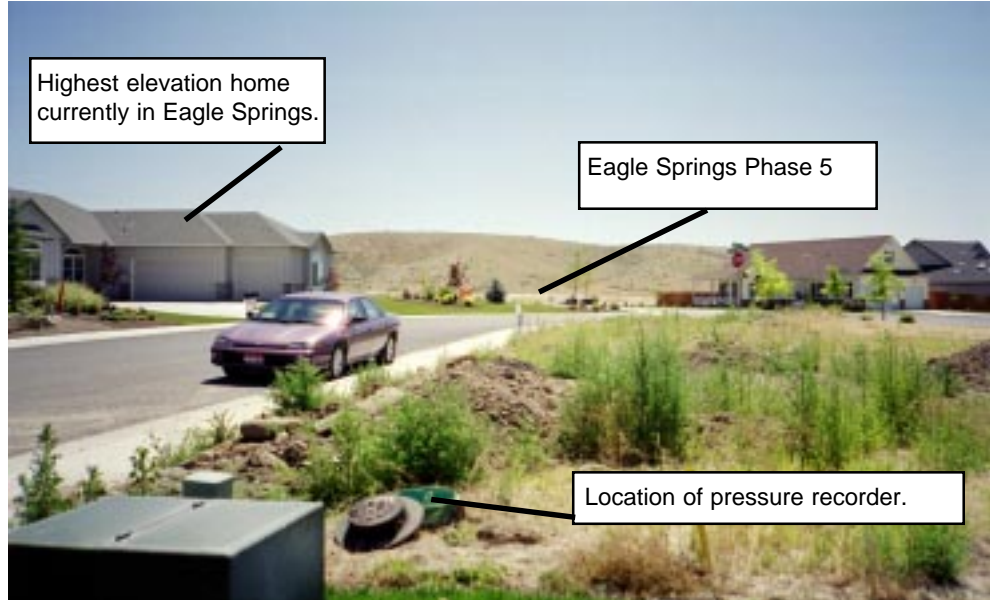 Highest elevation home
currently in Eagle Springs.
Eagle Springs Phase 5
Location of pressure recorder.